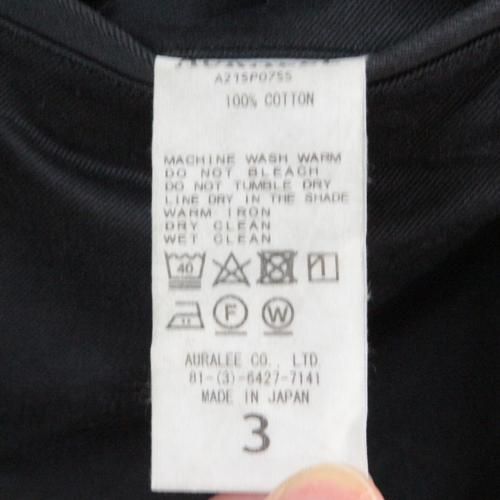 AURALEE
A21SP07SS
100% COTTON
MACHINE WASH WARM
DO NOT BLEACH
DO NOT TUMBLE DRY
LINE DRY IN THE SHADE
WARM IRON
DRY CLEAN
WET CLEAN
40
F W
AURALEE CO., LTD
81-(3)-6427-7141
MADE IN JAPAN
3